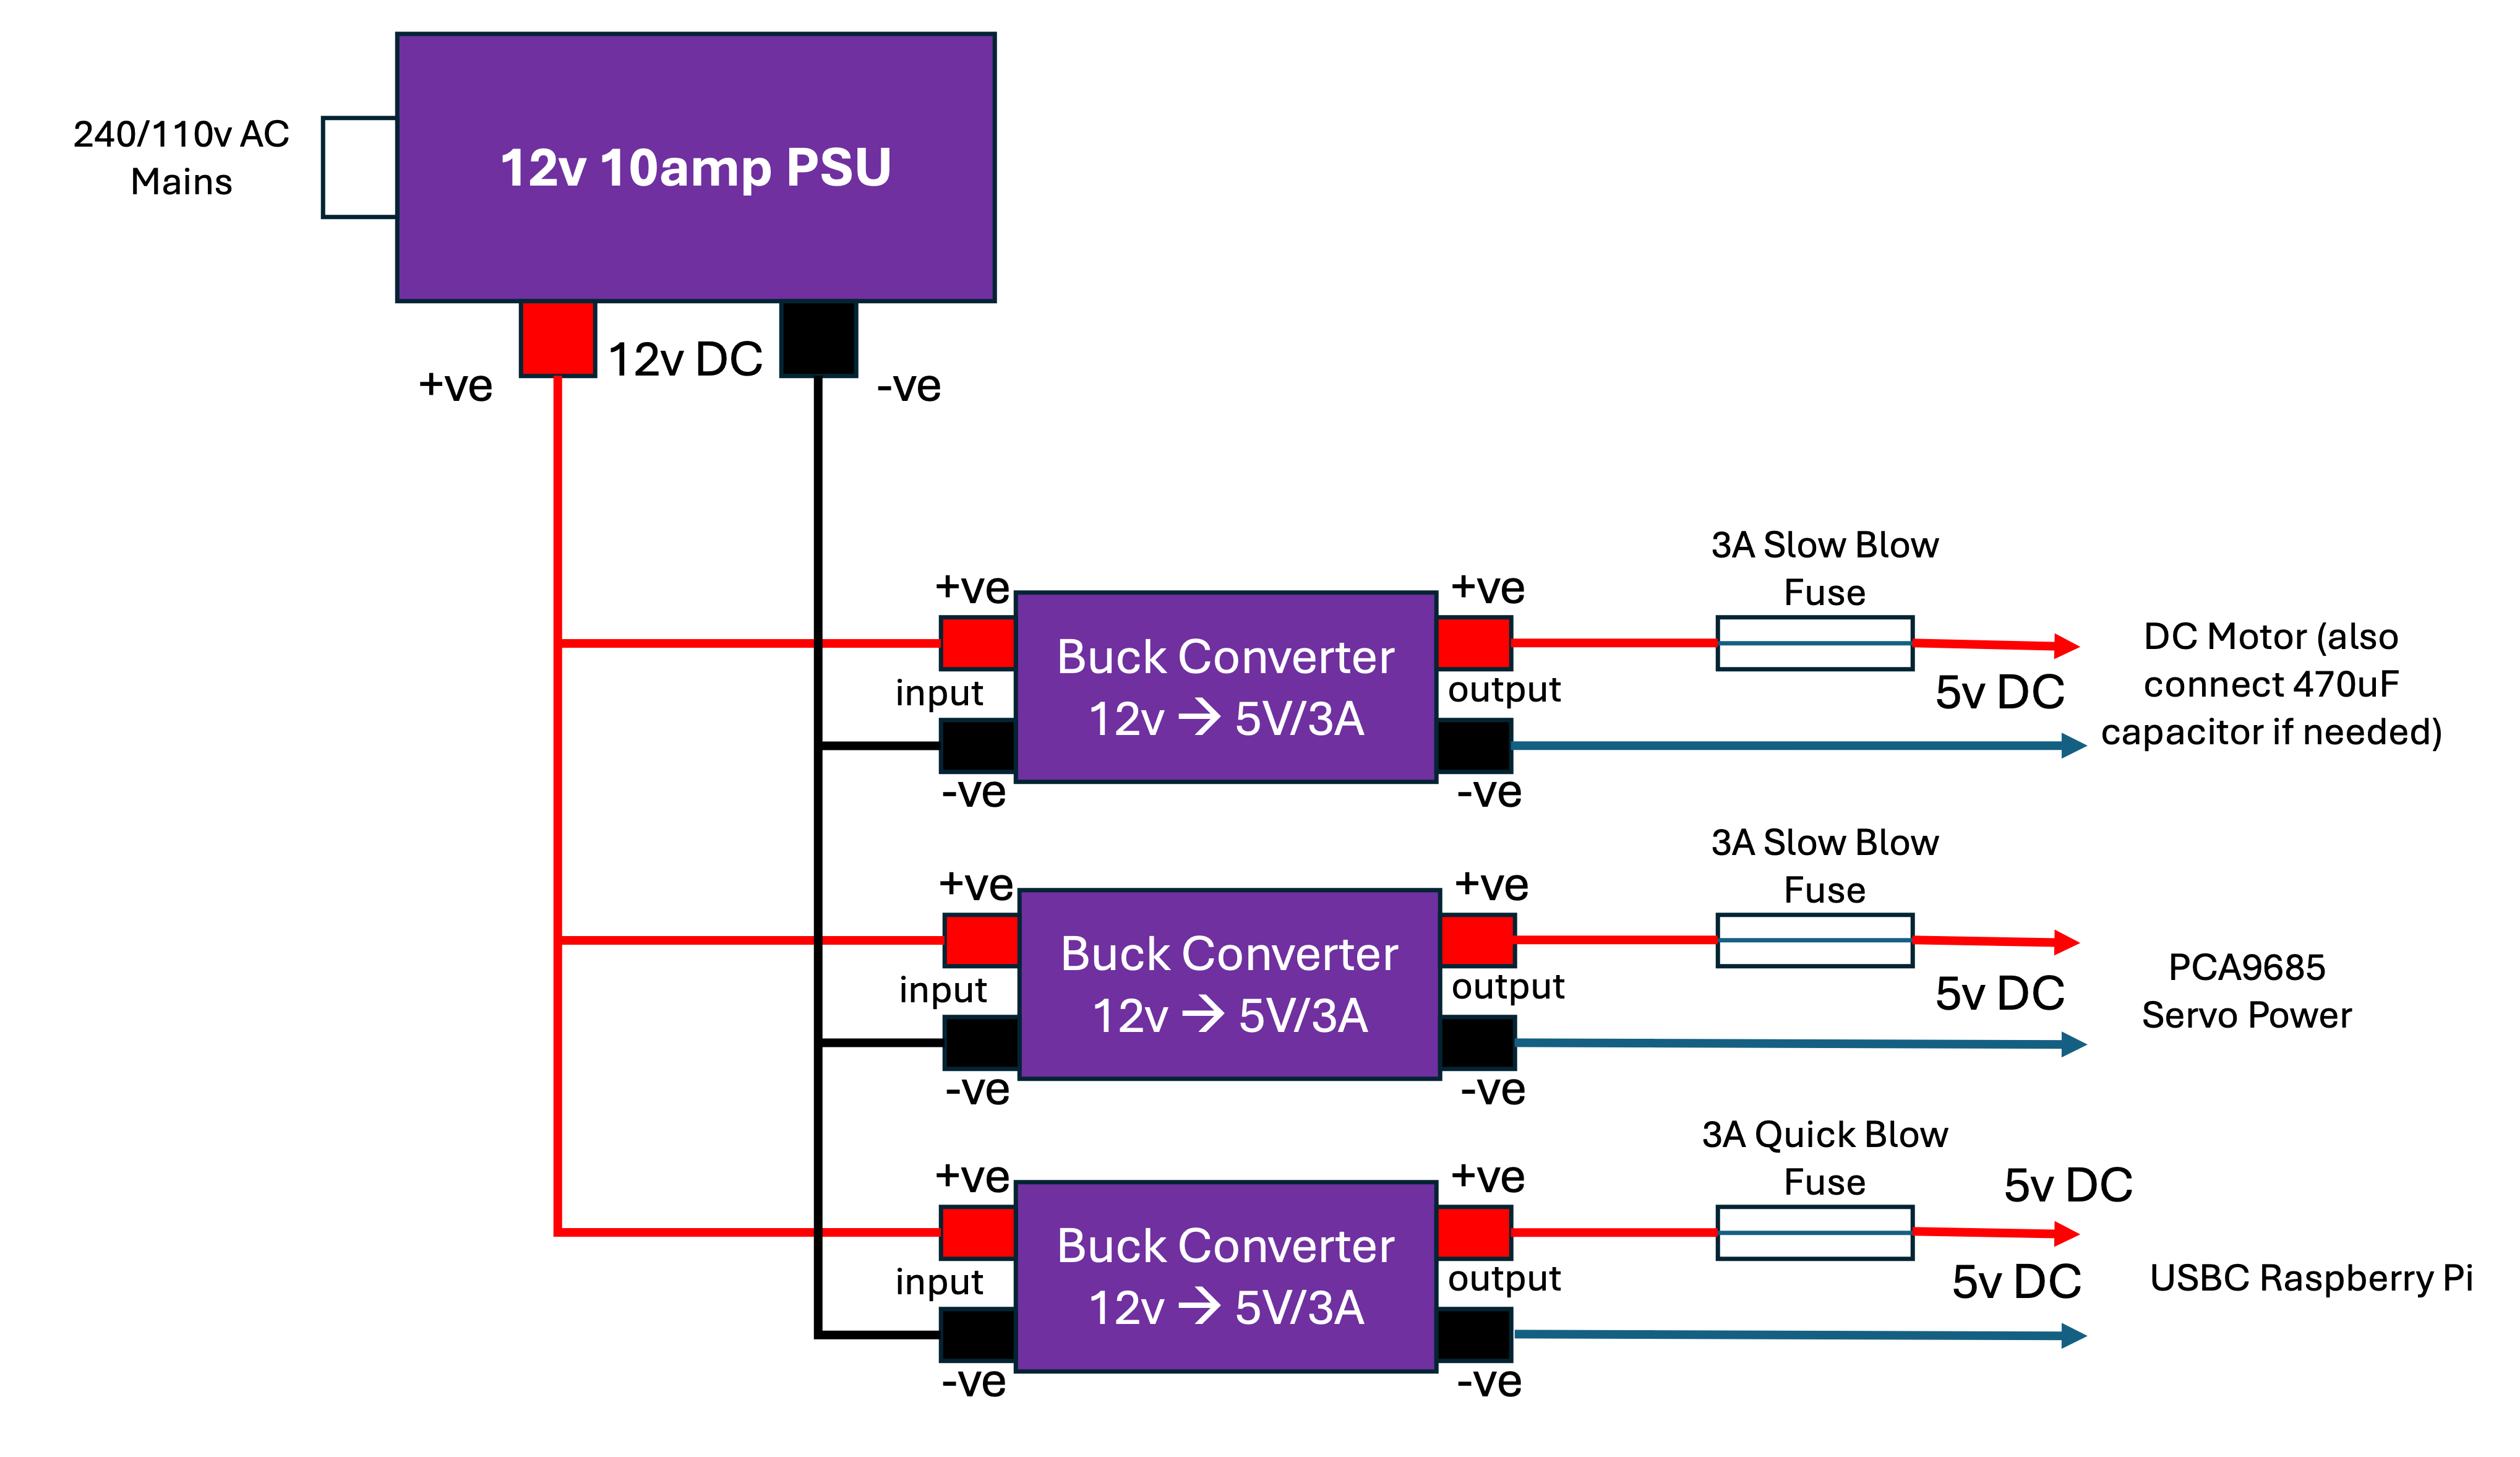 240/110v AC
Mains
12v 10amp PSU
+ve
12v DC
-ve
3A Slow Blow
Fuse
+ve
+ve
Buck Converter
12v → 5V/3A
input
output
DC Motor (also
connect 470uF
capacitor if needed)
5v DC
-ve
-ve
3A Slow Blow
Fuse
+ve
+ve
Buck Converter
12v → 5V/3A
input
output
5v DC
PCA9685
Servo Power
-ve
-ve
3A Quick Blow
Fuse
+ve
+ve
5v DC
Buck Converter
12v → 5V/3A
input
output
5v DC
USBC Raspberry Pi
-ve
-ve